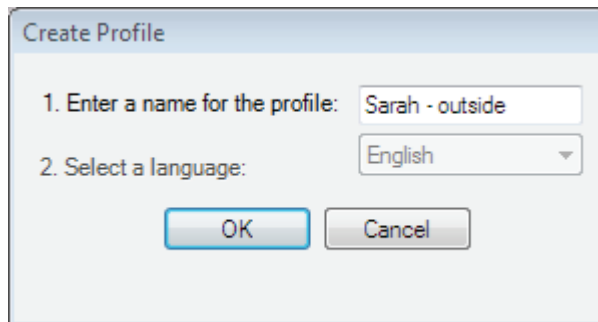 Create Profile
1. Enter a name for the profile: Sarah - outside
2. Select a language: English
OK Cancel